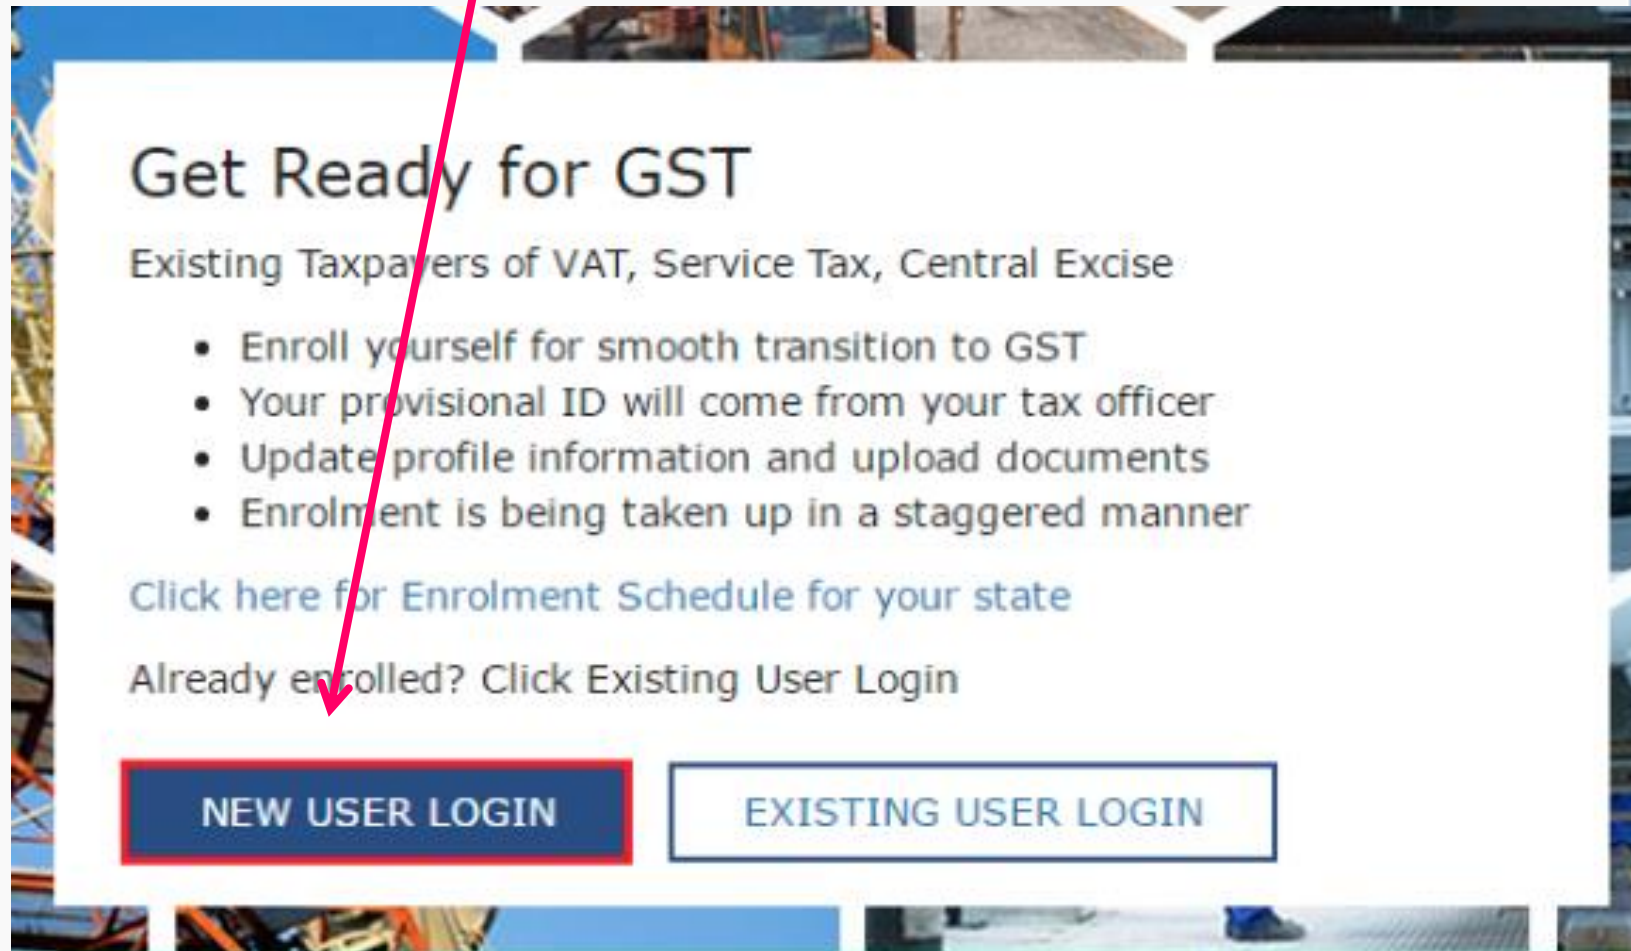 Get Ready for GST
Existing Taxpayers of VAT, Service Tax, Central Excise
• Enroll yourself for smooth transition to GST
• Your provisional ID will come from your tax officer
• Update profile information and upload documents
• Enrolment is being taken up in a staggered manner
Click here for Enrolment Schedule for your state
Already enrolled? Click Existing User Login
NEW USER LOGIN
EXISTING USER LOGIN